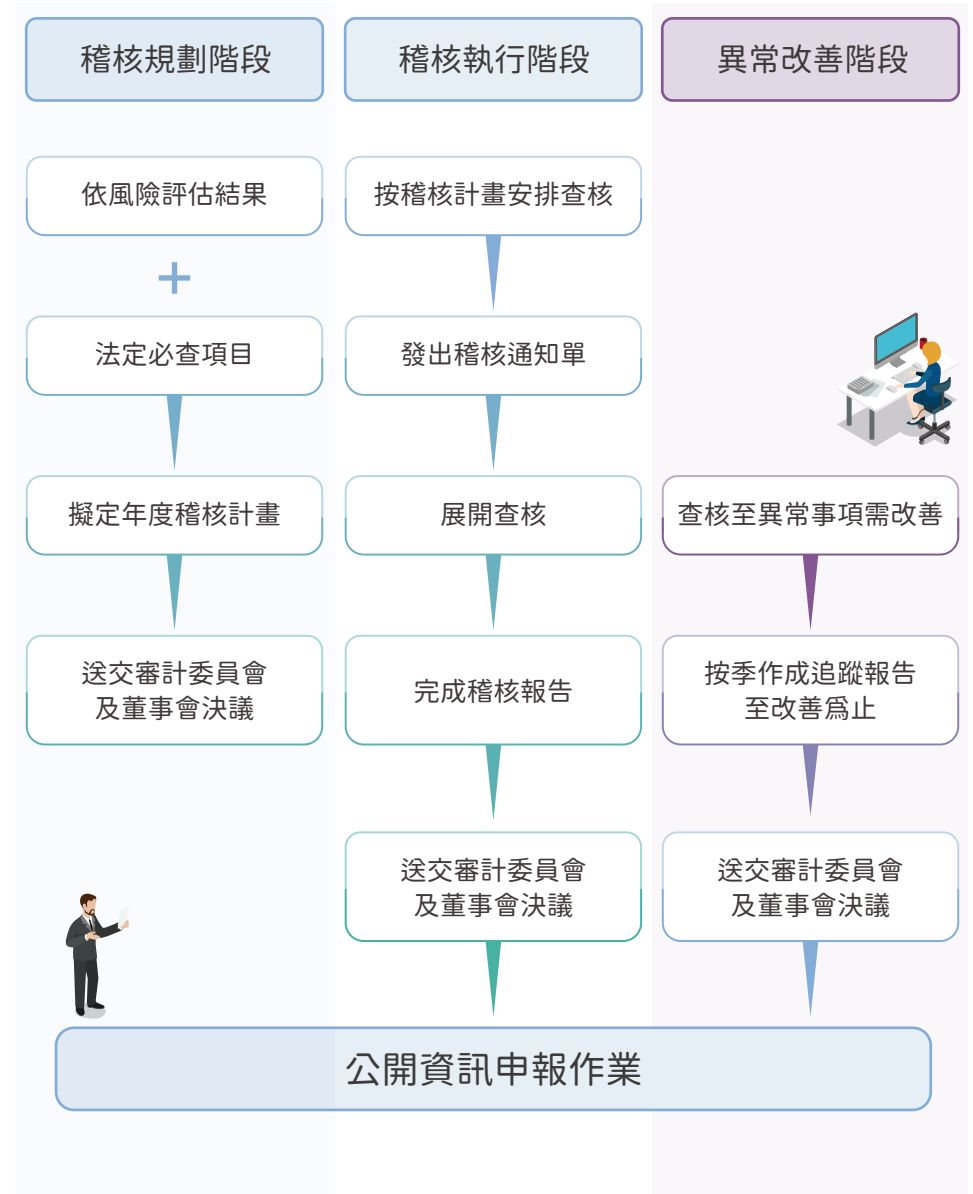 稽核規劃階段
依風險評估結果
+
法定必查項目
擬定年度稽核計畫
送交審計委員會
及董事會決議
稽核執行階段
按稽核計畫安排查核
發出稽核通知單
展開查核
完成稽核報告
送交審計委員會
及董事會決議
異常改善階段
查核至異常事項需改善
按季作成追蹤報告
至改善爲止
送交審計委員會
及董事會決議
公開資訊申報作業